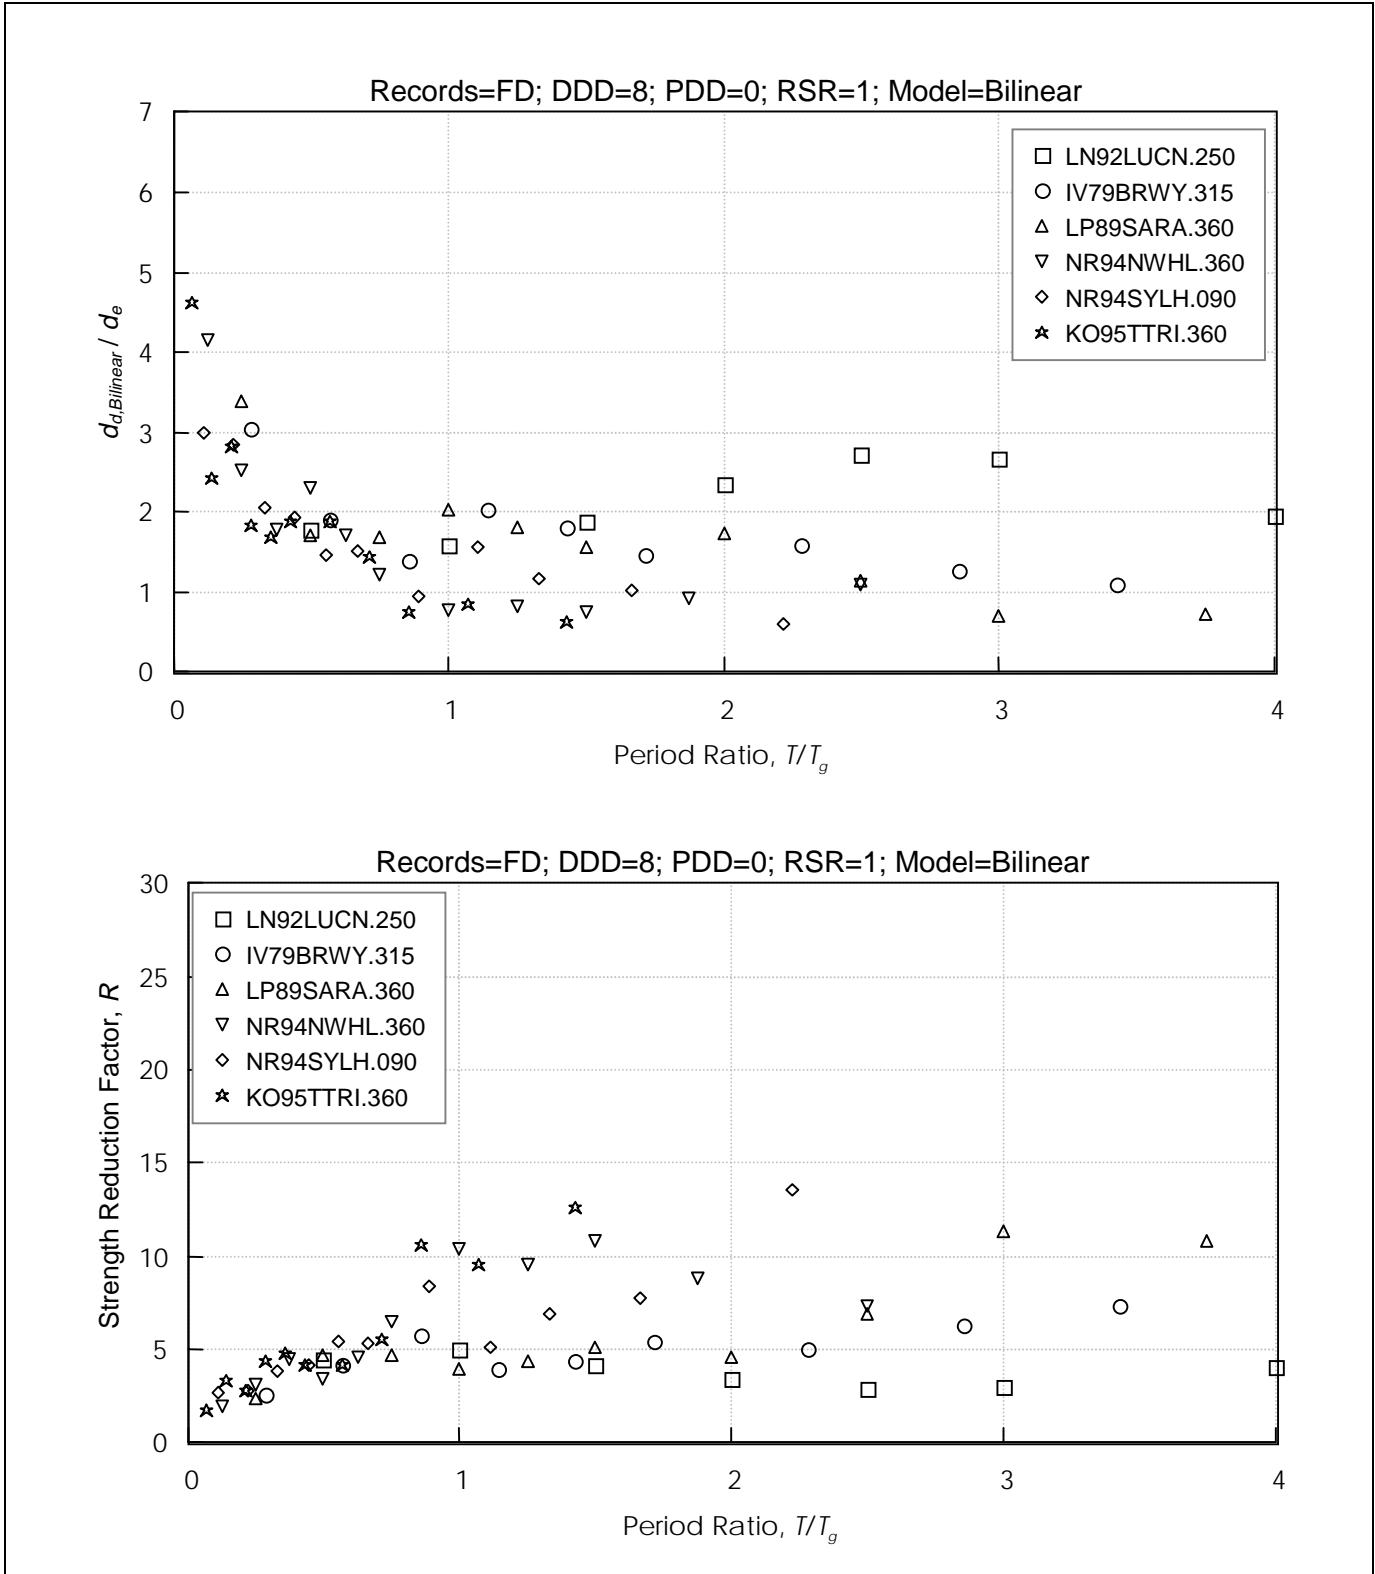 Records=FD; DDD=8; PDD=0; RSR=1; Model=Bilinear
7
6
5
4
3
2
1
0
d_d,Bilinear / d_e
LN92LUCN.250
IV79BRWY.315
LP89SARA.360
NR94NWHL.360
NR94SYLH.090
KO95TTRI.360
0 1 2 3 4
Period Ratio, T/T_g
Records=FD; DDD=8; PDD=0; RSR=1; Model=Bilinear
30
25
20
15
10
5
0
Strength Reduction Factor, R
LN92LUCN.250
IV79BRWY.315
LP89SARA.360
NR94NWHL.360
NR94SYLH.090
KO95TTRI.360
0 1 2 3 4
Period Ratio, T/T_g